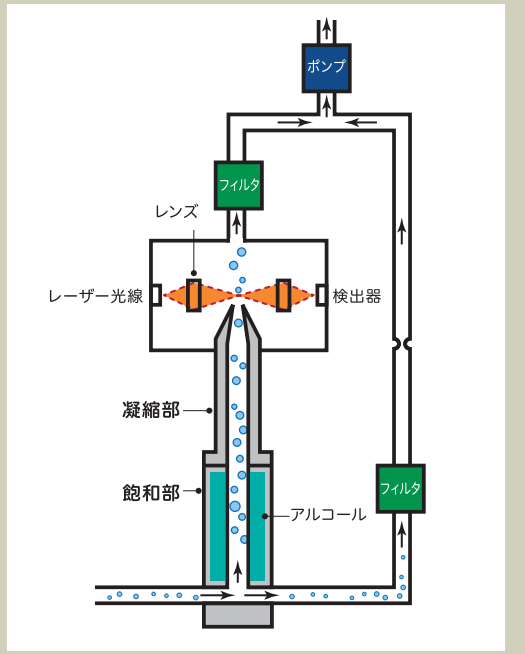 ポンプ
フィルタ
レンズ
レーザー光線
検出器
凝縮部
フィルタ
飽和部
アルコール